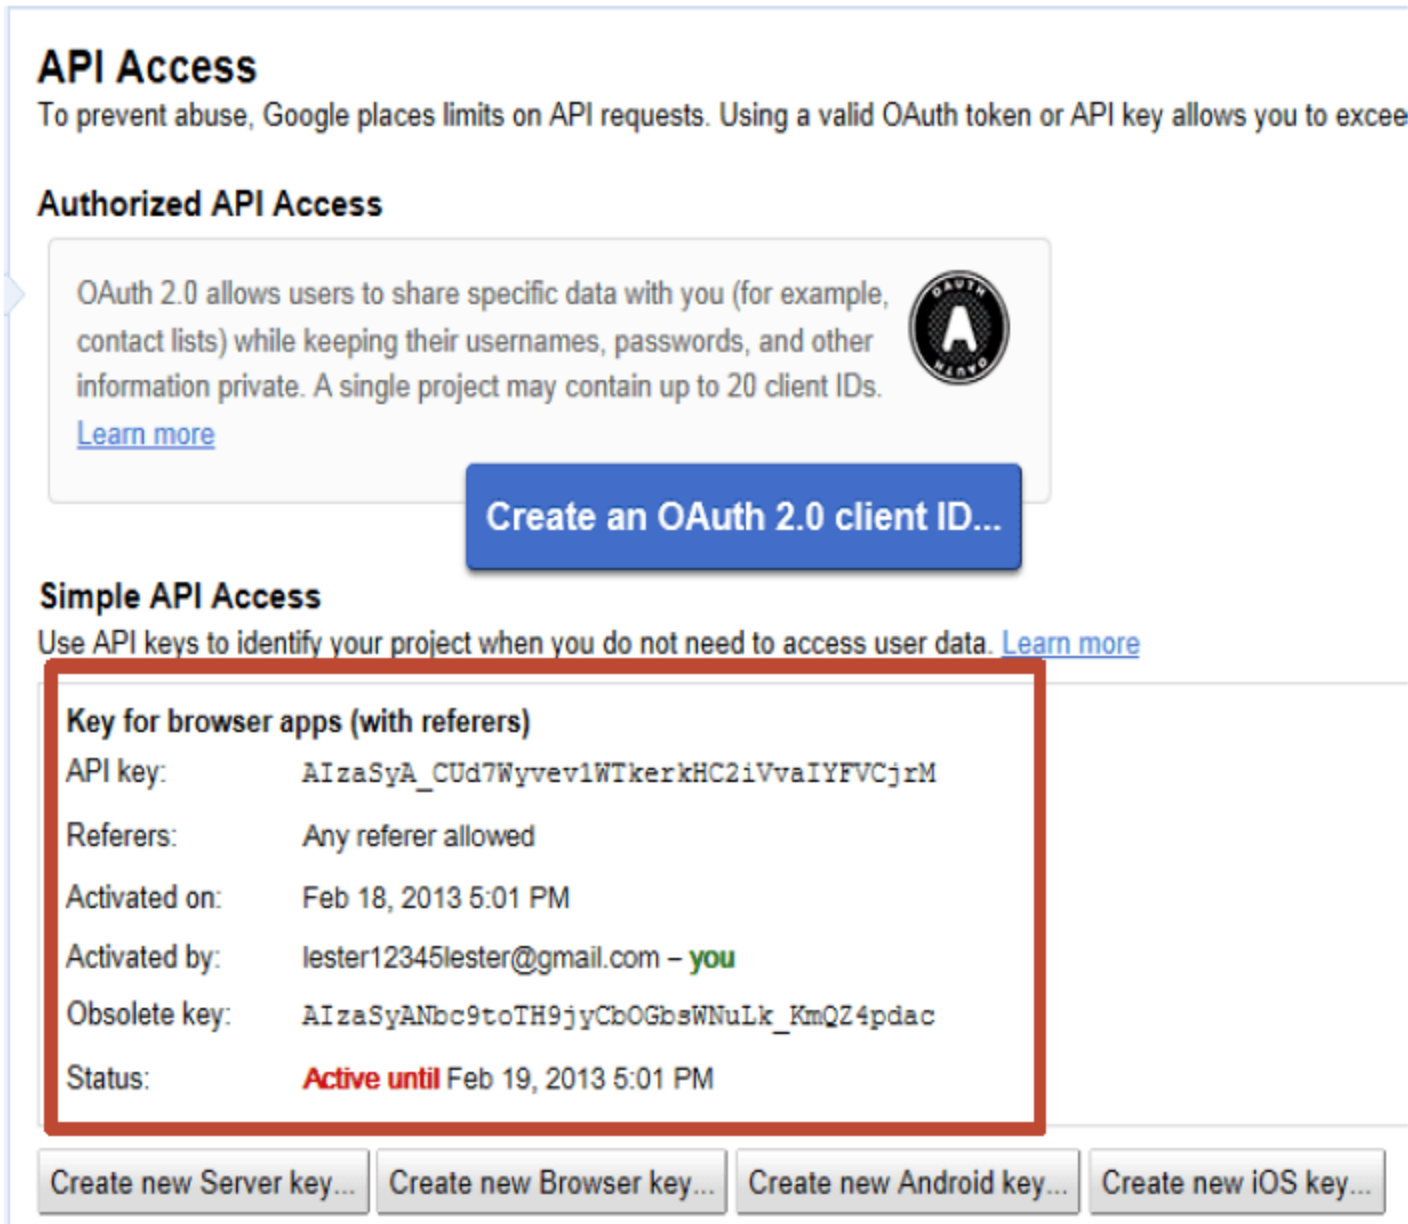 API Access
To prevent abuse, Google places limits on API requests. Using a valid OAuth token or API key allows you to excee
Authorized API Access
OAuth 2.0 allows users to share specific data with you (for example,
contact lists) while keeping their usernames, passwords, and other
information private. A single project may contain up to 20 client IDs.
Learn more
OAUTH
A
OAUTH
Create an OAuth 2.0 client ID...
Simple API Access
Use API keys to identify your project when you do not need to access user data. Learn more
Key for browser apps (with referers)
API key: AIzaSyA_CUd7Wyvev1WTkerkHC2iVvaIYFVCjrM
Referers: Any referer allowed
Activated on: Feb 18, 2013 5:01 PM
Activated by: lester12345lester@gmail.com – you
Obsolete key: AIzaSyANbc9toTH9jyCbOGbsWNuLk_KmQZ4pdac
Status: Active until Feb 19, 2013 5:01 PM
Create new Server key... Create new Browser key... Create new Android key... Create new iOS key...